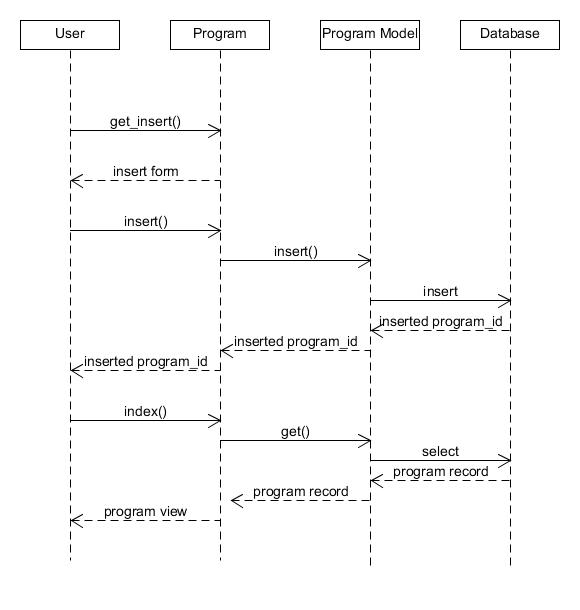 User
Program
Program Model
Database
get_insert()
insert form
insert()
insert()
insert
inserted program_id
inserted program_id
inserted program_id
index()
get()
select
program record
program record
program view